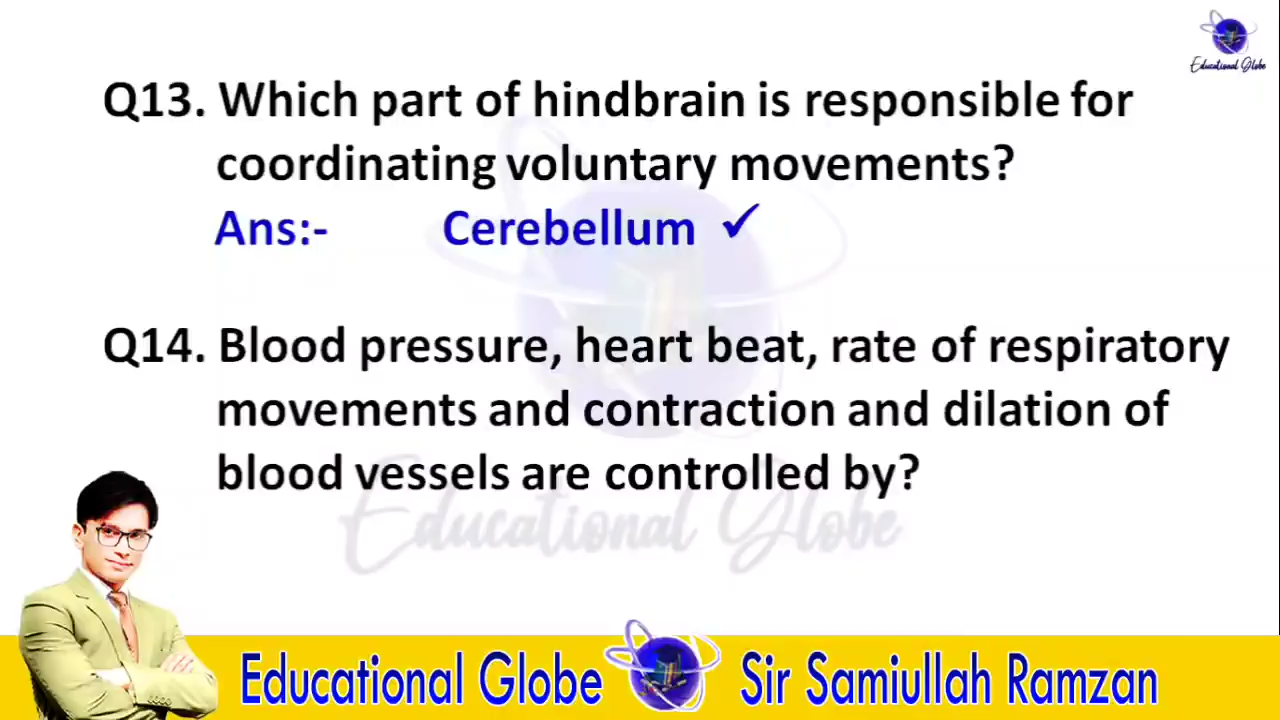 Educational Globe
Q13. Which part of hindbrain is responsible for
coordinating voluntary movements?
Ans:- Cerebellum ✓
Q14. Blood pressure, heart beat, rate of respiratory
movements and contraction and dilation of
blood vessels are controlled by?
Educational Globe
Educational Globe Sir Samiullah Ramzan